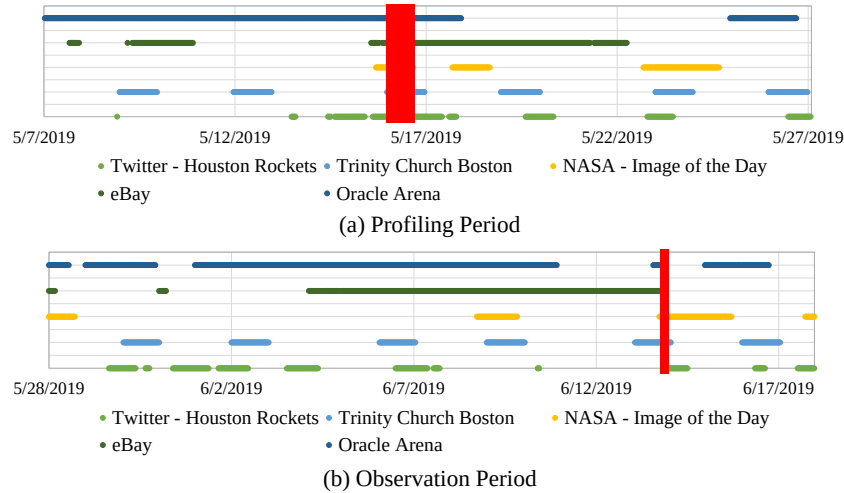 5/7/2019 5/12/2019 5/17/2019 5/22/2019 5/27/2019
Twitter - Houston Rockets Trinity Church Boston NASA - Image of the Day
eBay Oracle Arena
(a) Profiling Period
5/28/2019 6/2/2019 6/7/2019 6/12/2019 6/17/2019
Twitter - Houston Rockets Trinity Church Boston NASA - Image of the Day
eBay Oracle Arena
(b) Observation Period